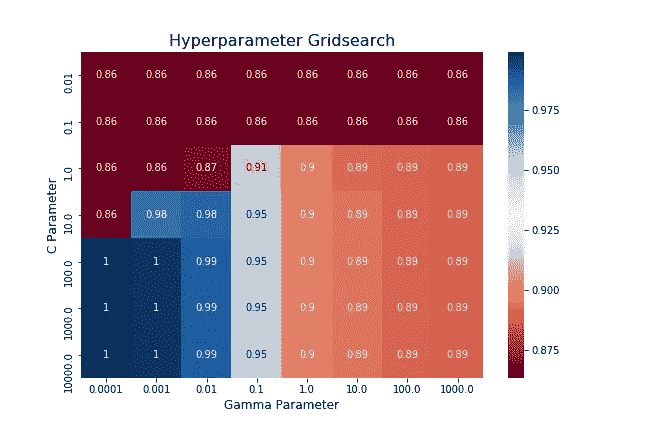 Hyperparameter Gridsearch
C Parameter
0.01 0.86 0.86 0.86 0.86 0.86 0.86 0.86 0.86
0.1 0.86 0.86 0.86 0.86 0.86 0.86 0.86 0.86
1.0 0.86 0.86 0.87 0.91 0.9 0.89 0.89 0.89
10.0 0.86 0.98 0.98 0.95 0.9 0.89 0.89 0.89
100.0 1 1 0.99 0.95 0.9 0.89 0.89 0.89
1000.0 1 1 0.99 0.95 0.9 0.89 0.89 0.89
10000.0 1 1 0.99 0.95 0.9 0.89 0.89 0.89
0.0001 0.001 0.01 0.1 1.0 10.0 100.0 1000.0
Gamma Parameter
0.975
0.950
0.925
0.900
0.875